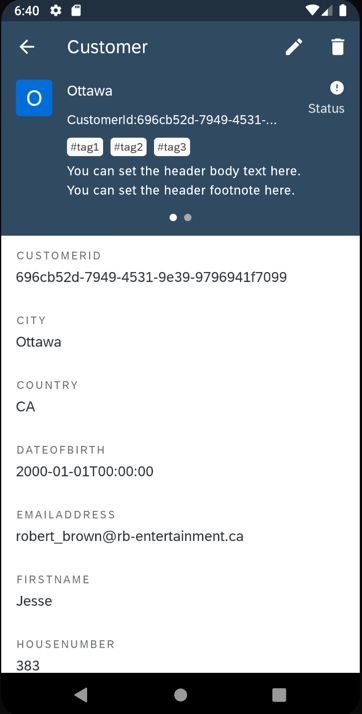 6:40
Customer
O
Ottawa
CustomerId:696cb52d-7949-4531-...
Status
#tag1 #tag2 #tag3
You can set the header body text here.
You can set the header footnote here.
CUSTOMERID
696cb52d-7949-4531-9e39-9796941f7099
CITY
Ottawa
COUNTRY
CA
DATEOFBIRTH
2000-01-01T00:00:00
EMAILADDRESS
robert_brown@rb-entertainment.ca
FIRSTNAME
Jesse
HOUSENUMBER
383